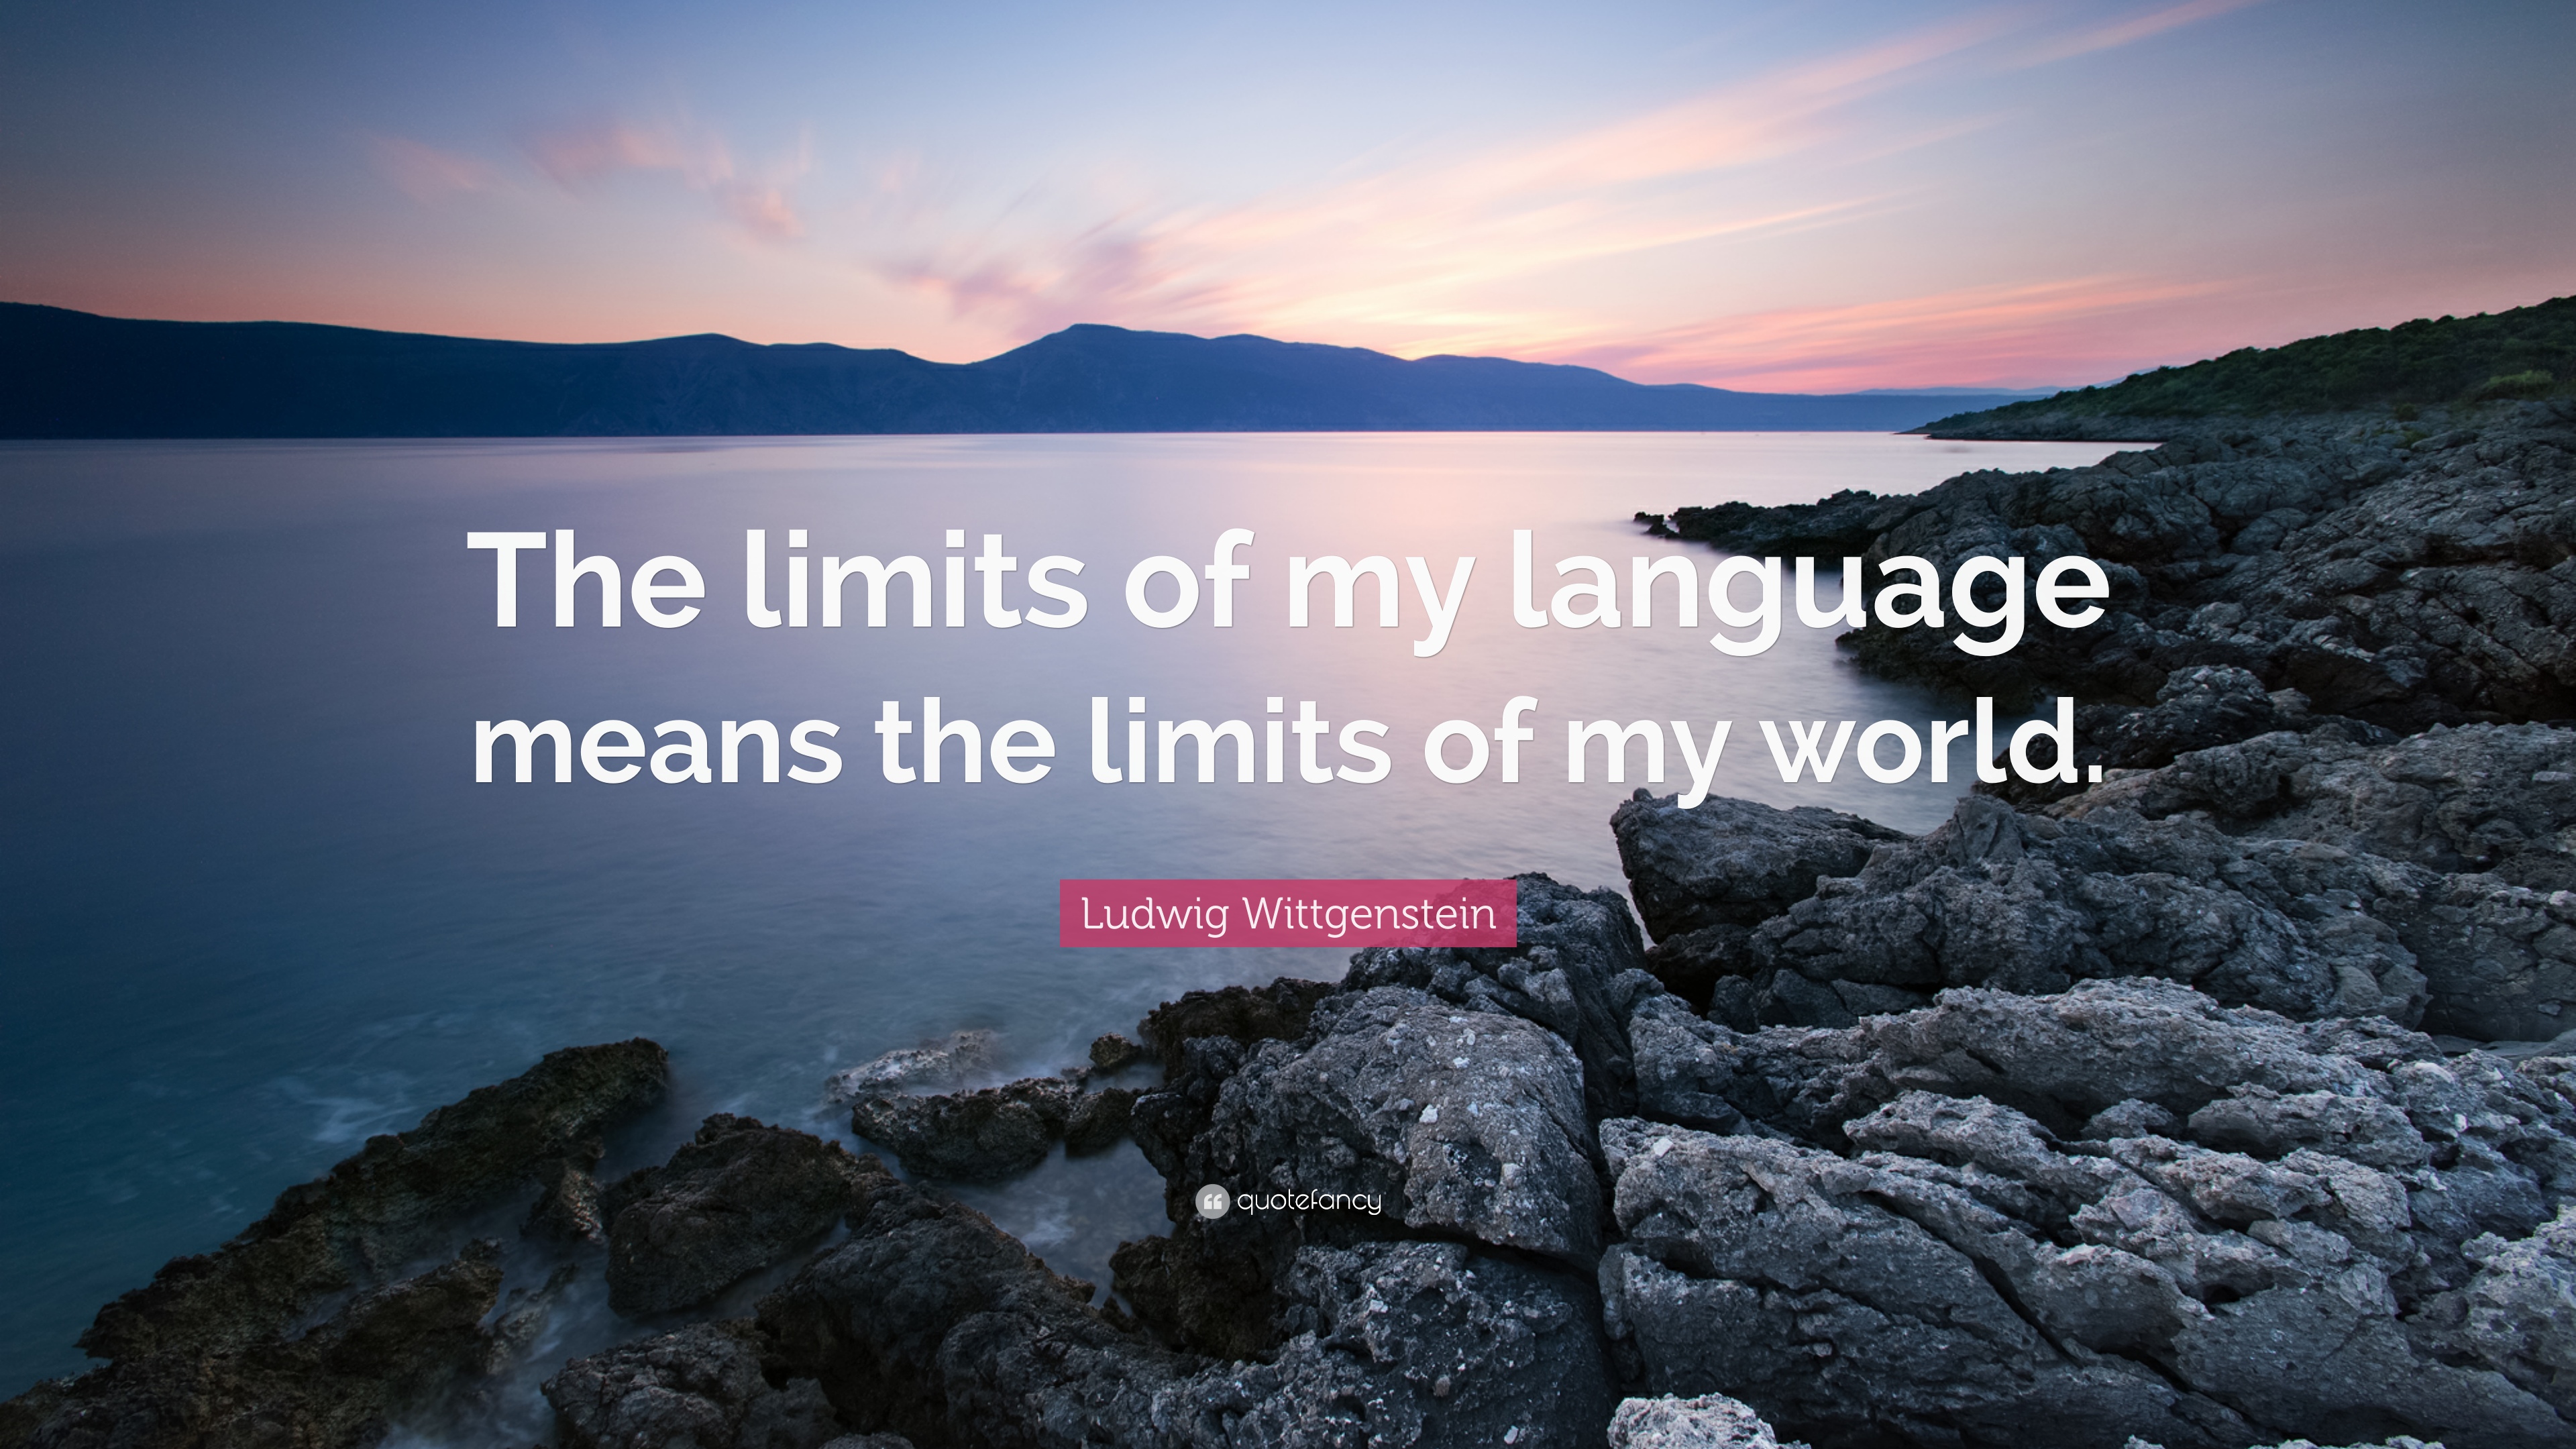 The limits of my language
means the limits of my world.
Ludwig Wittgenstein
quotefancy